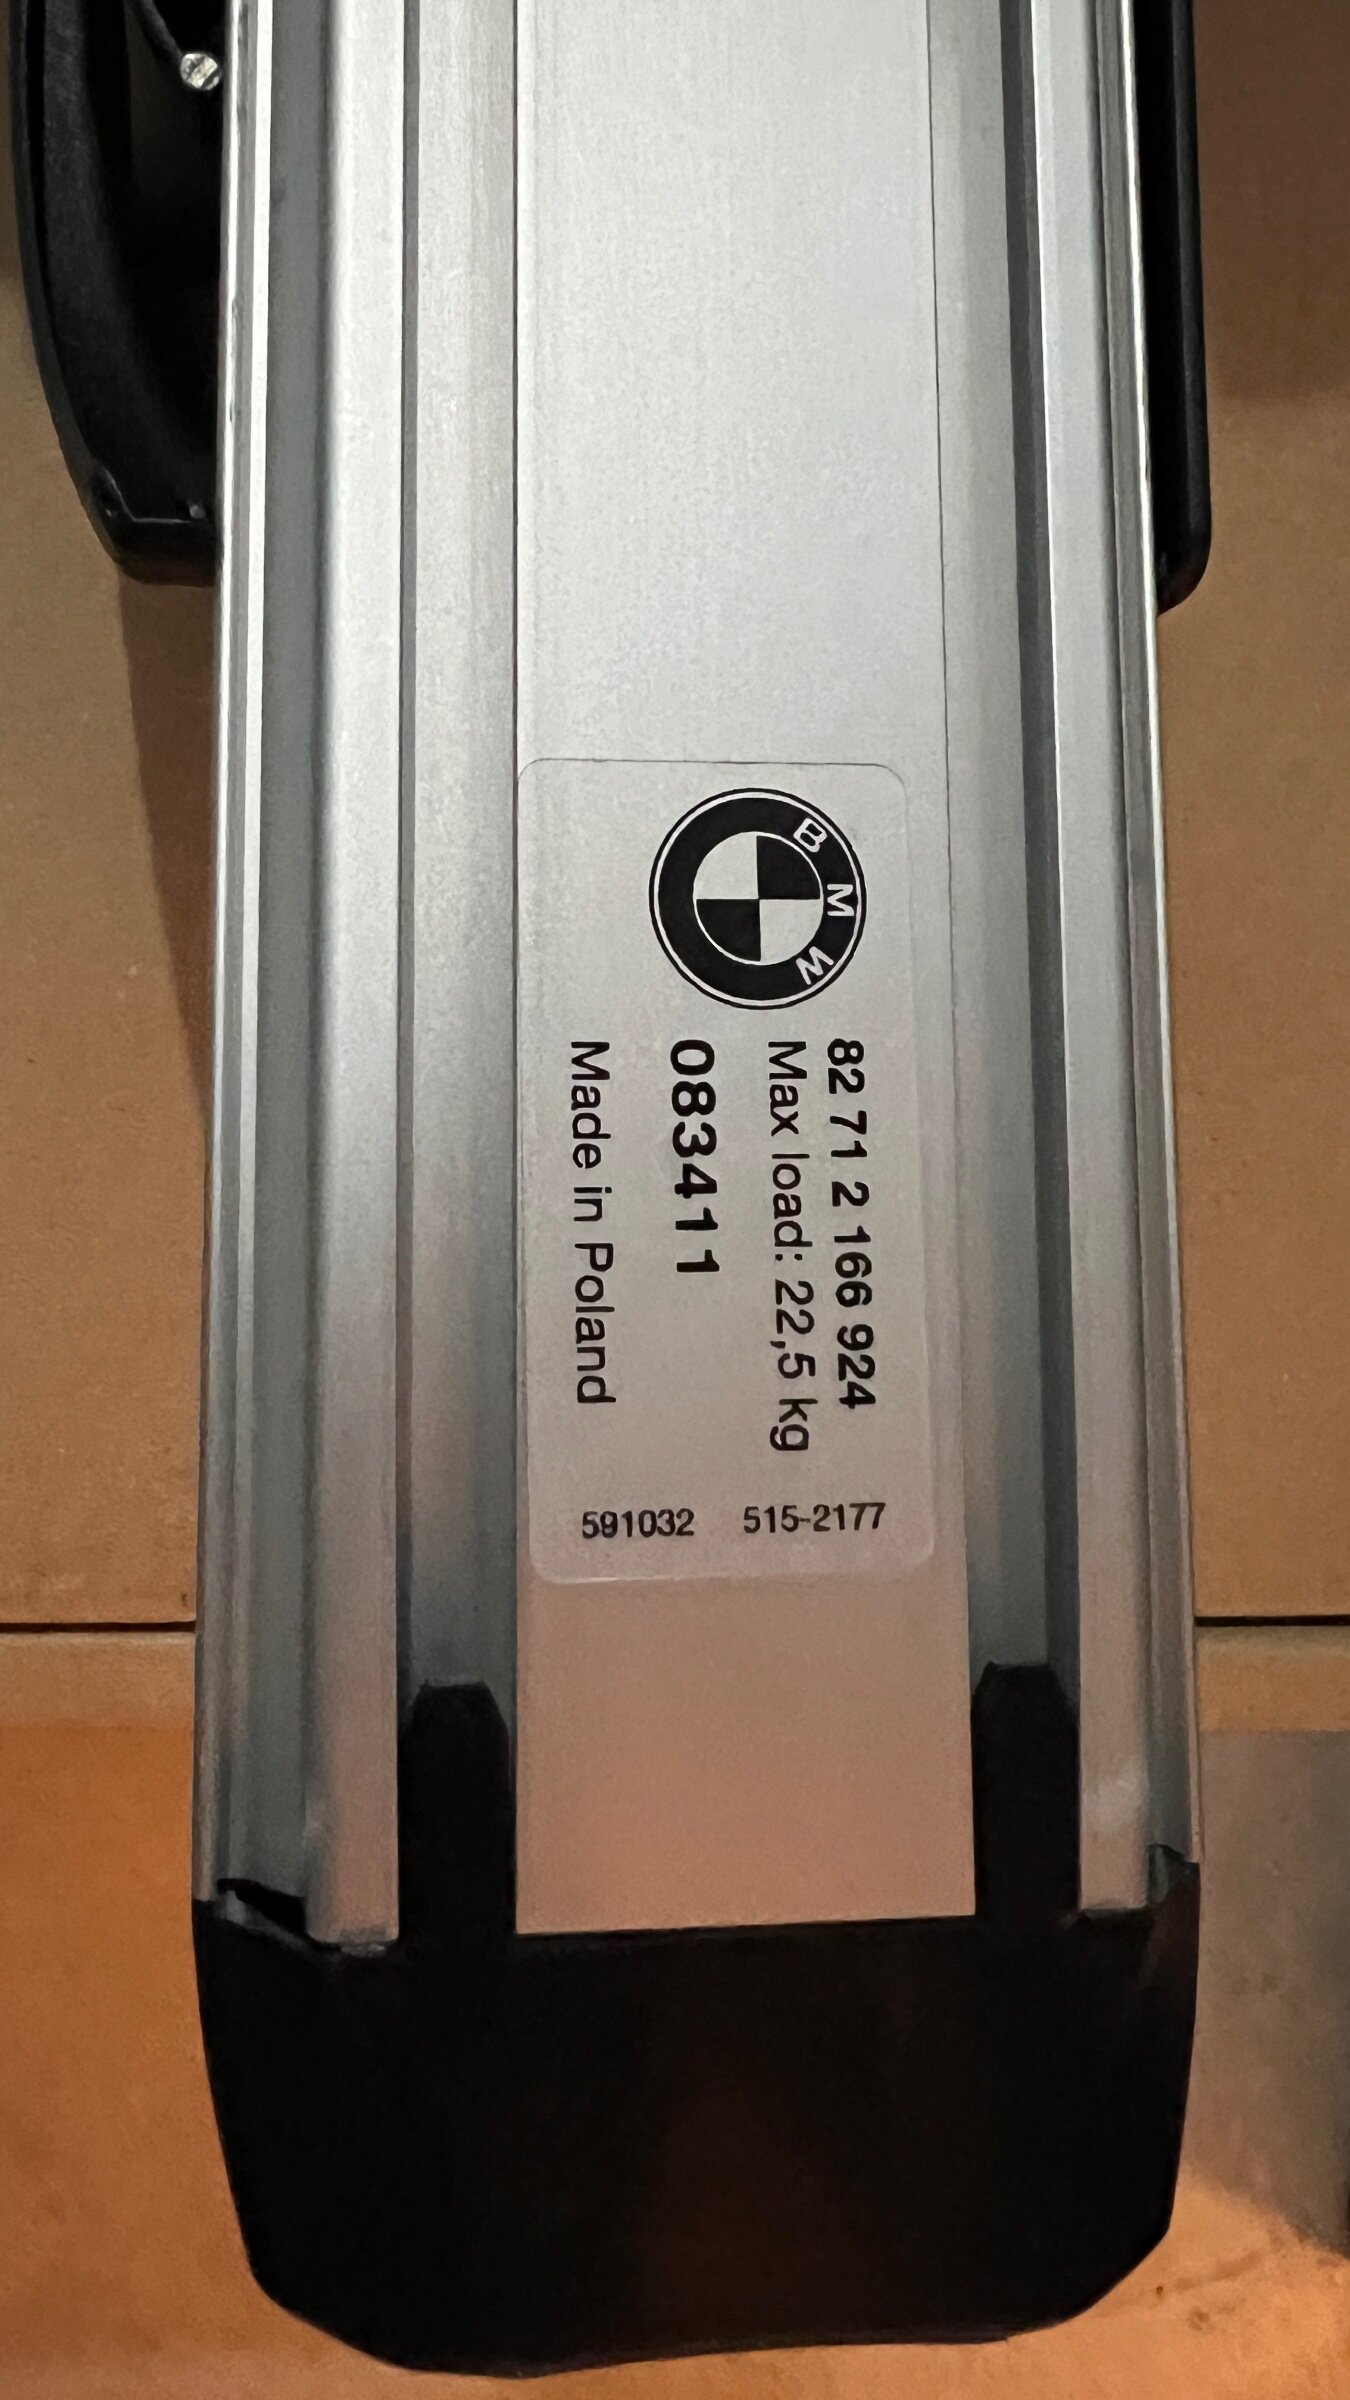 BMW
82 71 2 166 924
Max load: 22,5 kg
083411
Made in Poland
515-2177
591032